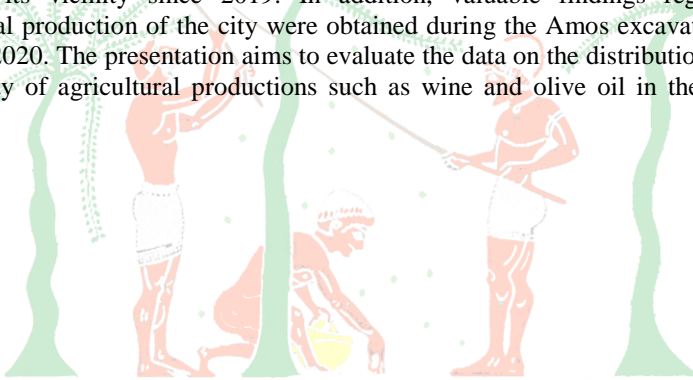 its vicinity since 2019. In addition, valuable findings
al production of the city were obtained during the Amos excava
2020. The presentation aims to evaluate the data on the distributio
y of agricultural productions such as wine and olive oil in the